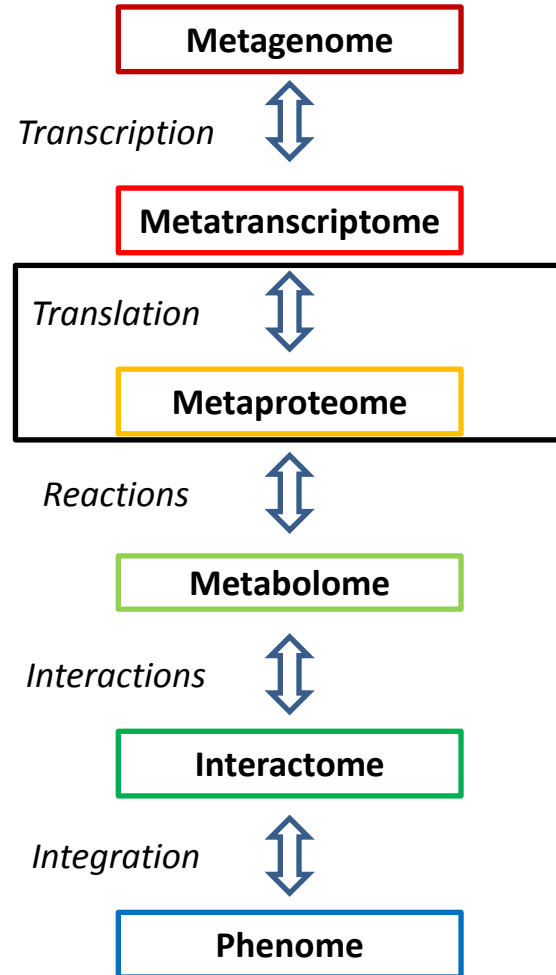 Metagenome
Transcription
Metatranscriptome
Translation
Metaproteome
Reactions
Metabolome
Interactions
Interactome
Integration
Phenome